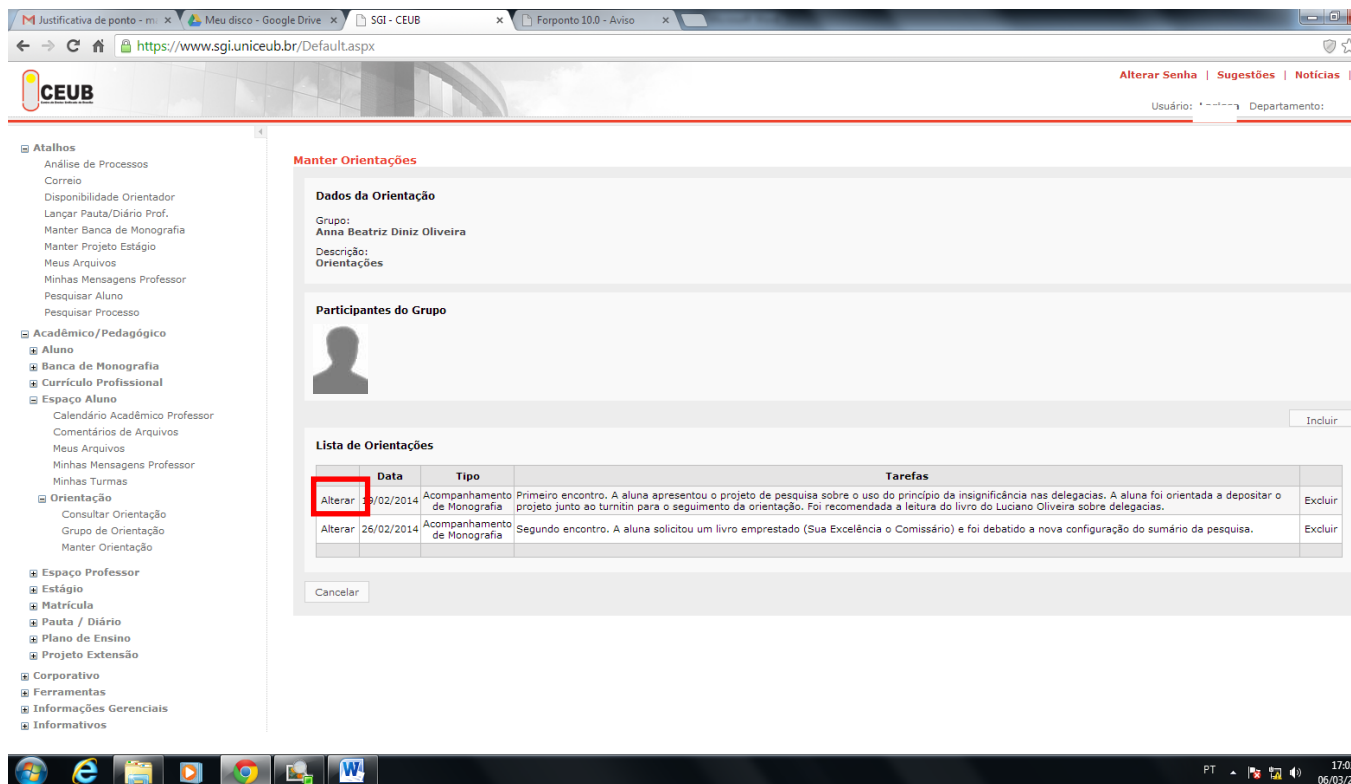 Justificativa de ponto - m
Meu disco - Google Drive
SGI - CEUB
Forponto 10.0 - Aviso
https://www.sgi.uniceub.br/Default.aspx
CEUB
Alterar Senha | Sugestões | Notícias |
Usuário: Departamento:
Atalhos
Análise de Processos
Correio
Disponibilidade Orientador
Lançar Pauta/Diário Prof.
Manter Banca de Monografia
Manter Projeto Estágio
Meus Arquivos
Minhas Mensagens Professor
Pesquisar Aluno
Pesquisar Processo
Acadêmico/Pedagógico
Aluno
Banca de Monografia
Currículo Profissional
Espaço Aluno
Calendário Acadêmico Professor
Comentários de Arquivos
Meus Arquivos
Minhas Mensagens Professor
Minhas Turmas
Orientação
Consultar Orientação
Grupo de Orientação
Manter Orientação
Espaço Professor
Estágio
Matrícula
Pauta / Diário
Plano de Ensino
Projeto Extensão
Corporativo
Ferramentas
Informações Gerenciais
Informativos
Manter Orientações
Dados da Orientação
Grupo:
Anna Beatriz Diniz Oliveira
Descrição:
Orientações
Participantes do Grupo
Incluir
Lista de Orientações
Data Tipo Tarefas
Alterar 19/02/2014 Acompanhamento de Monografia Primeiro encontro. A aluna apresentou o projeto de pesquisa sobre o uso do princípio da insignificância nas delegacias. A aluna foi orientada a depositar o
projeto junto ao turnitin para o seguimento da orientação. Foi recomendada a leitura do livro do Luciano Oliveira sobre delegacias. Excluir
Alterar 26/02/2014 Acompanhamento de Monografia Segundo encontro. A aluna solicitou um livro emprestado (Sua Excelência o Comissário) e foi debatido a nova configuração do sumário da pesquisa. Excluir
Cancelar
PT
17:0
06/03/2